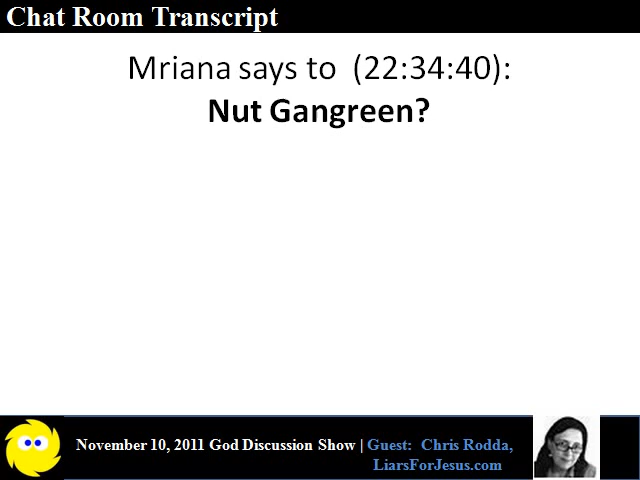 Chat Room Transcript
Mriana says to  (22:34:40):
Nut Gangreen?
November 10, 2011 God Discussion Show | Guest:  Chris Rodda,
LiarsForJesus.com